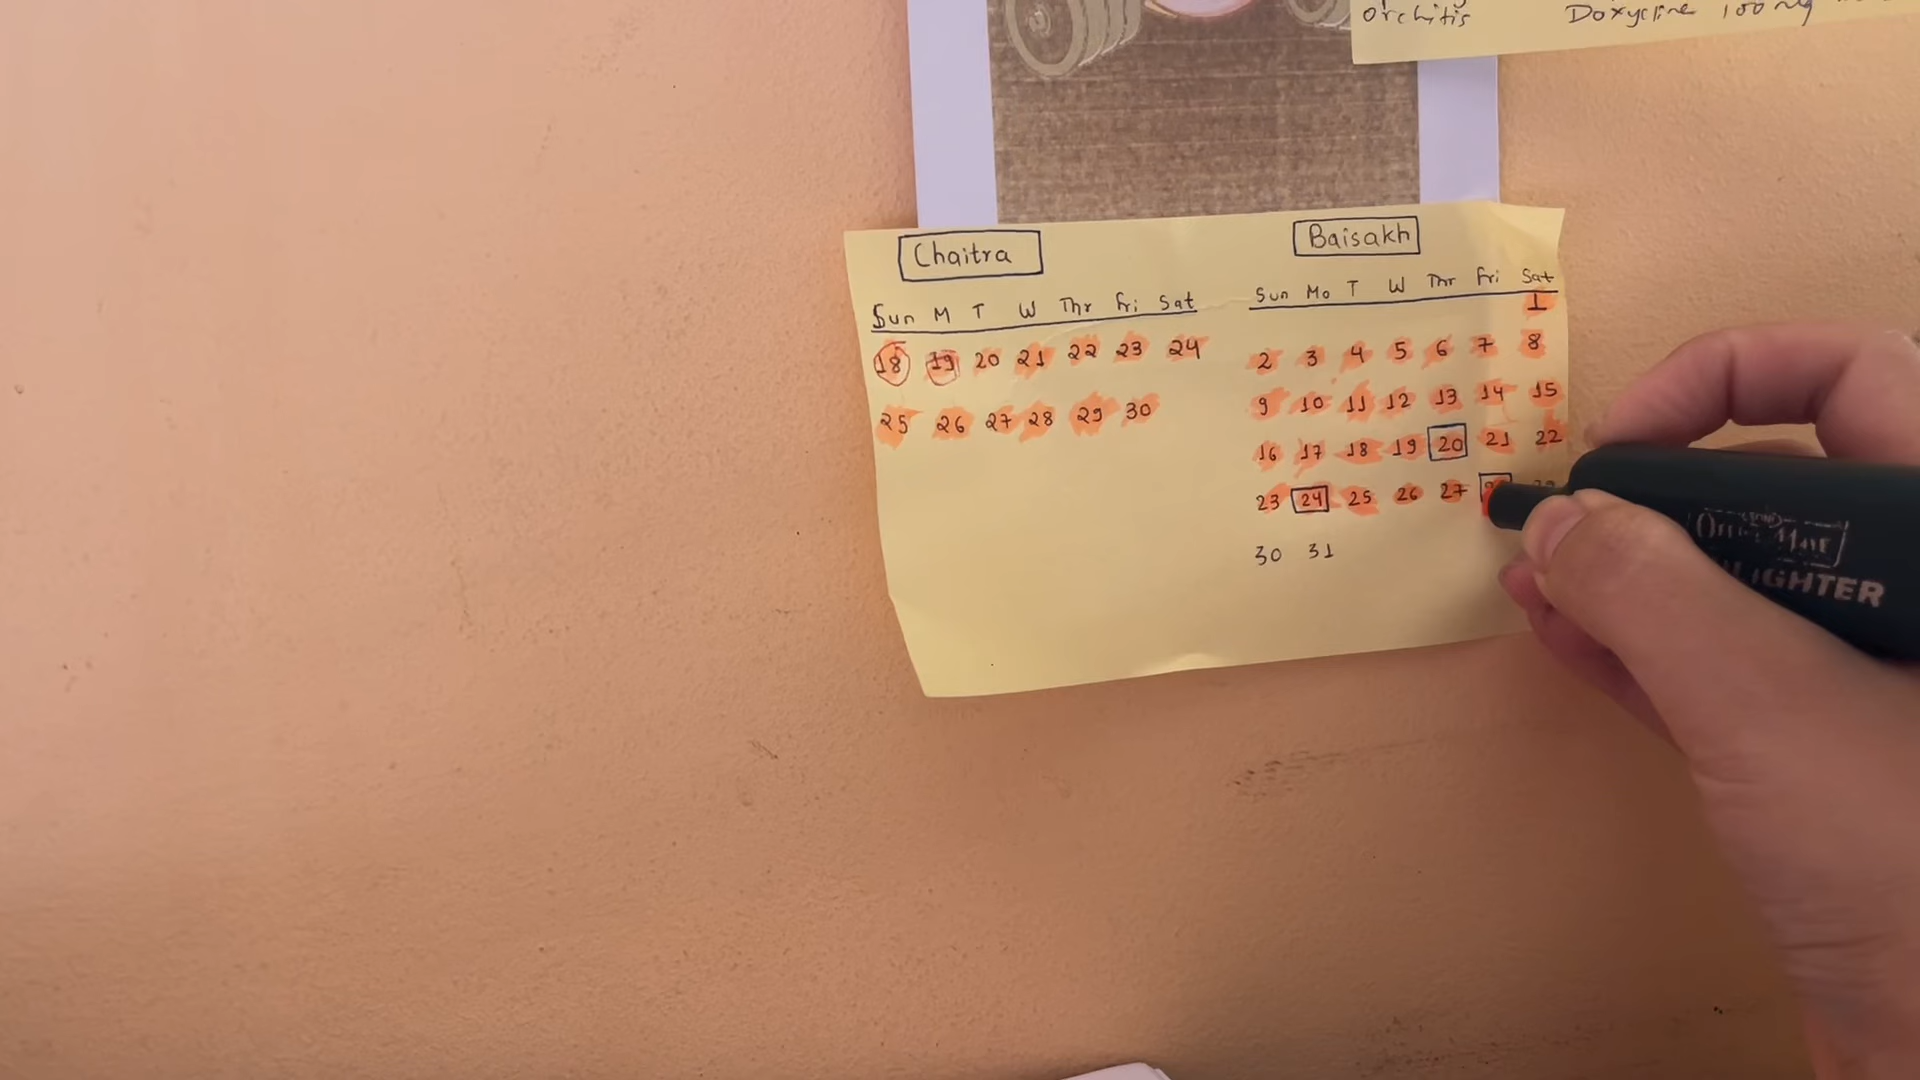 orchitis Doxycline 100 mg
Chaitra
Sun M T W Thr Fri Sat
18 19 20 21 22 23 24
25 26 27 28 29 30
Baisakh
Sun Mo T W Thr Fri Sat
1
2 3 4 5 6 7 8
9 10 11 12 13 14 15
16 17 18 19 20 21 22
23 24 25 26 27
30 31
LIGHTER